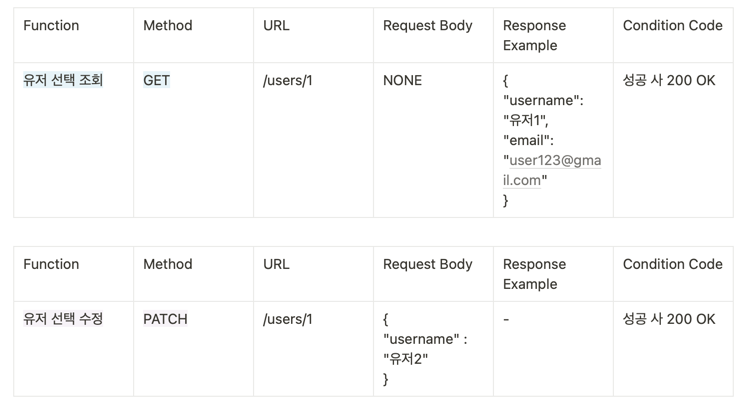 Function Method URL Request Body Response Example Condition Code
유저 선택 조회 GET /users/1 NONE {
"username":
"유저1",
"email":
"user123@gma
il.com"
} 성공 사 200 OK
Function Method URL Request Body Response Example Condition Code
유저 선택 수정 PATCH /users/1 {
"username" :
"유저2"
} - 성공 사 200 OK